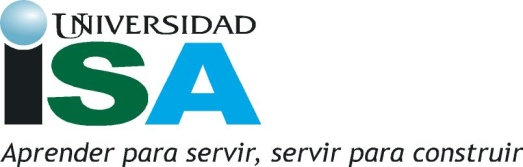 UNIVERSIDAD
iSA
Aprender para servir, servir para construir